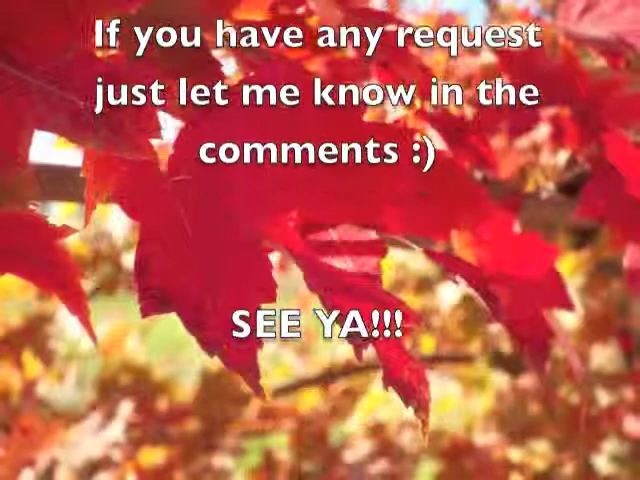 If you have any request
just let me know in the
comments :)
SEE YA!!!